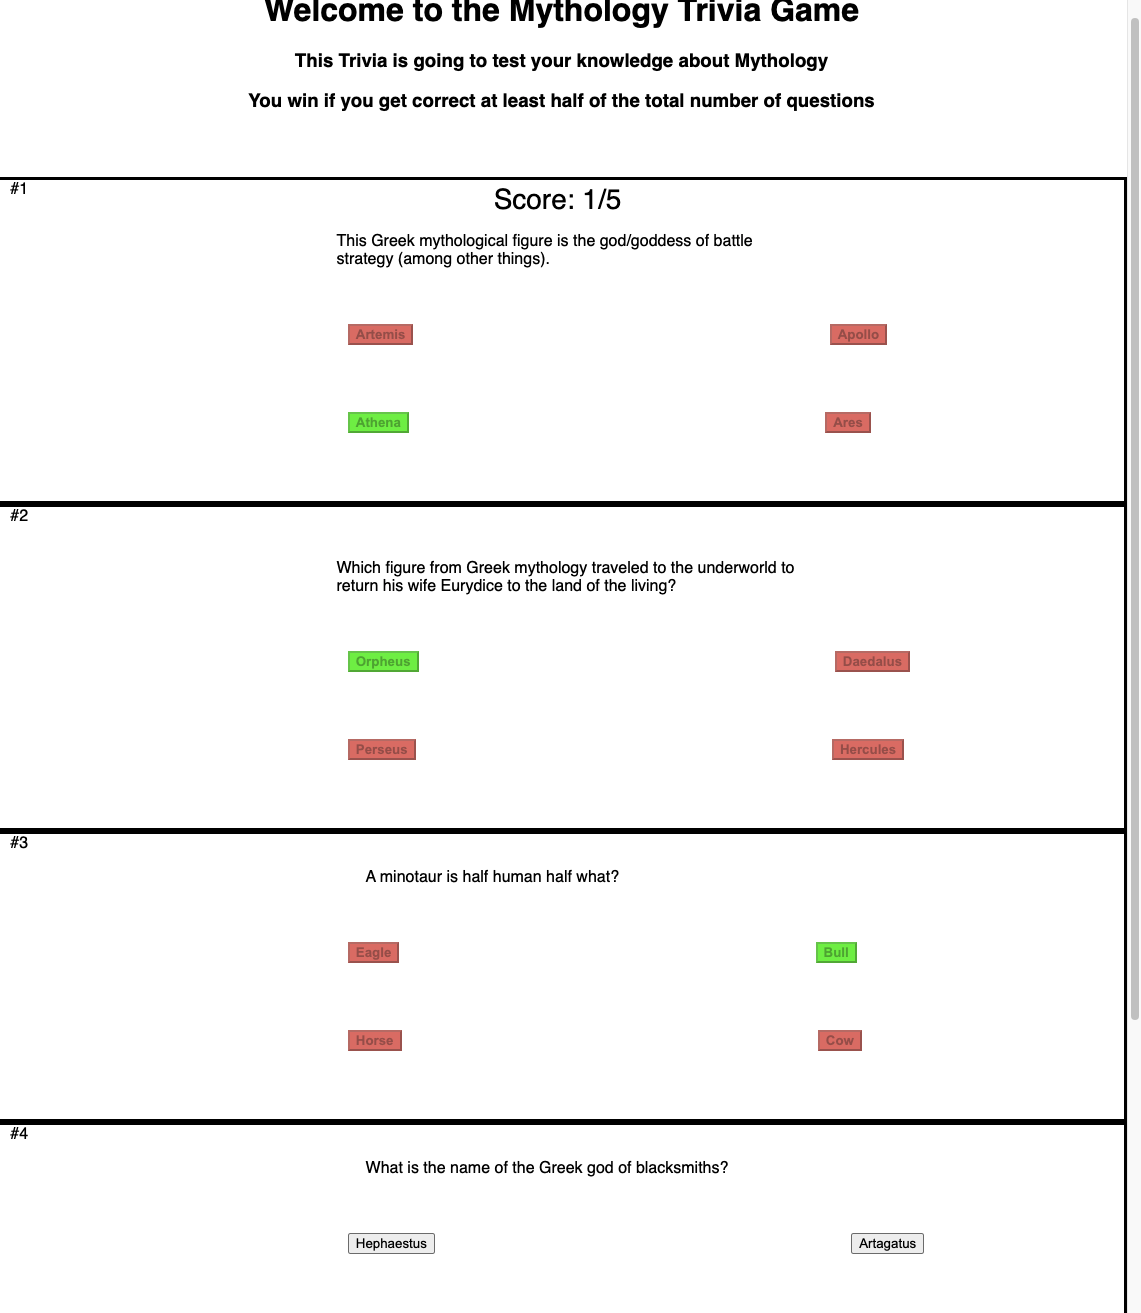 Welcome to the Mythology Trivia Game
This Trivia is going to test your knowledge about Mythology
You win if you get correct at least half of the total number of questions
#1
Score: 1/5
This Greek mythological figure is the god/goddess of battle
strategy (among other things).
Artemis Apollo
Athena Ares
#2
Which figure from Greek mythology traveled to the underworld to
return his wife Eurydice to the land of the living?
Orpheus Daedalus
Perseus Hercules
#3
A minotaur is half human half what?
Eagle Bull
Horse Cow
#4
What is the name of the Greek god of blacksmiths?
Hephaestus Artagatus